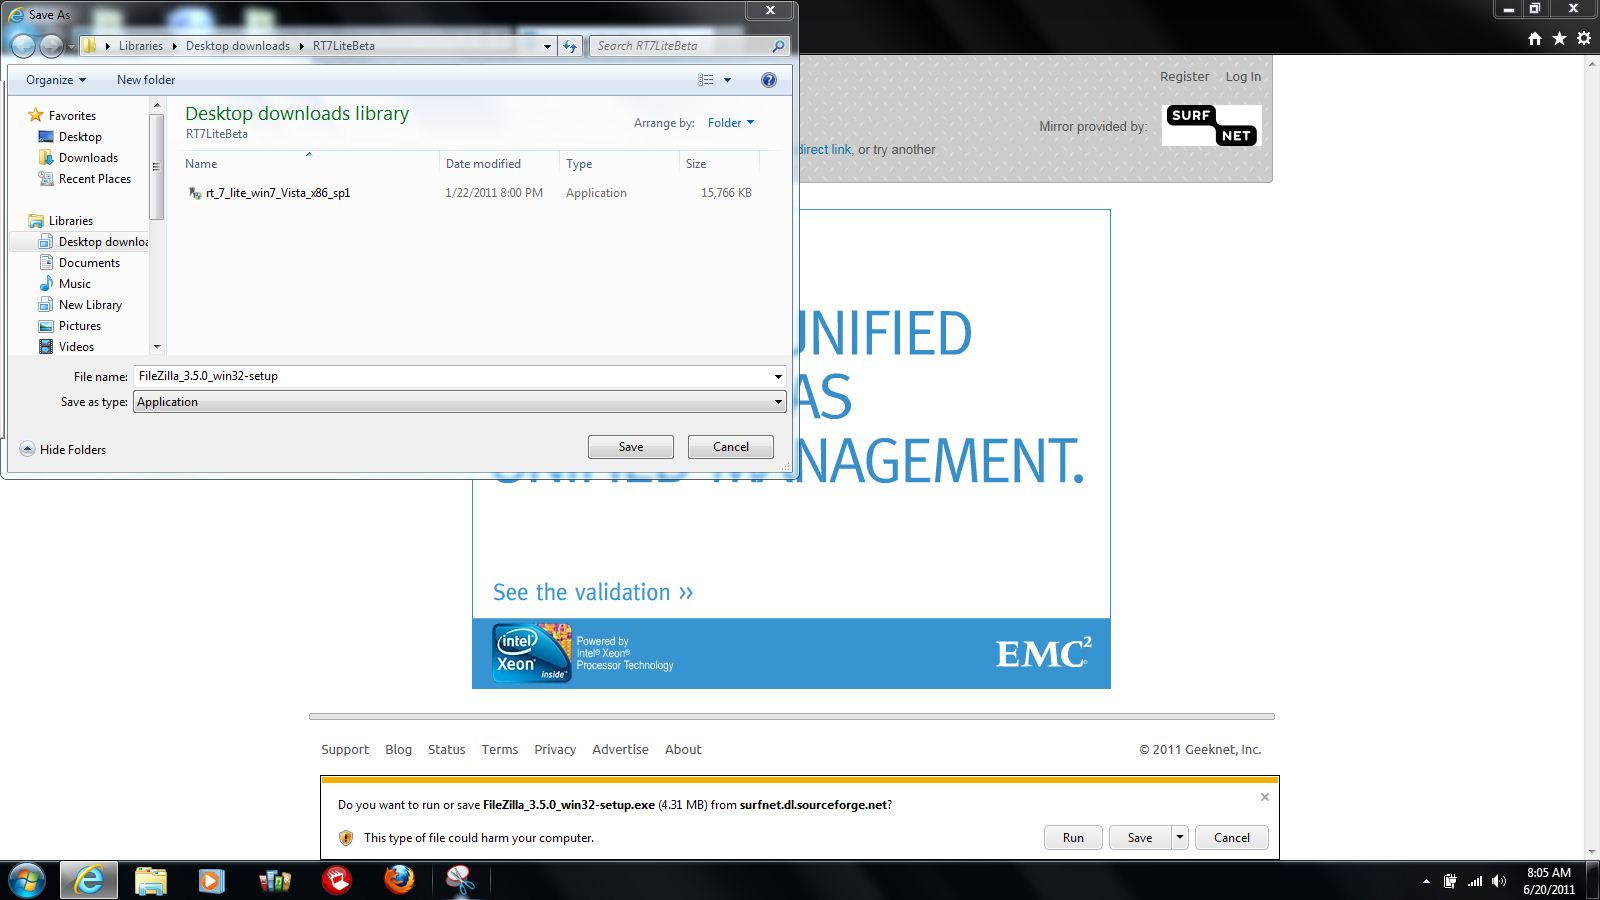 Save As
Libraries Desktop downloads RT7LiteBeta
Search RT7LiteBeta
Organize New folder
Favorites
Desktop
Downloads
Recent Places
Libraries
Desktop downloa
Documents
Music
New Library
Pictures
Videos
Desktop downloads library
RT7LiteBeta
Arrange by: Folder
Name Date modified Type Size
rt_7_lite_win7_Vista_x86_sp1 1/22/2011 8:00 PM Application 15,766 KB
File name: FileZilla_3.5.0_win32-setup
Save as type: Application
Hide Folders
Save Cancel
Register Log In
Mirror provided by:
SURF
NET
direct link, or try another
UNIFIED
AS
UNIFIED MANAGEMENT.
See the validation »
intel
Xeon®
inside™
Powered by
Intel® Xeon®
Processor Technology
EMC²
Support Blog Status Terms Privacy Advertise About
© 2011 Geeknet, Inc.
Do you want to run or save FileZilla_3.5.0_win32-setup.exe (4.31 MB) from surfnet.dl.sourceforge.net?
This type of file could harm your computer.
Run Save Cancel
8:05 AM
6/20/2011